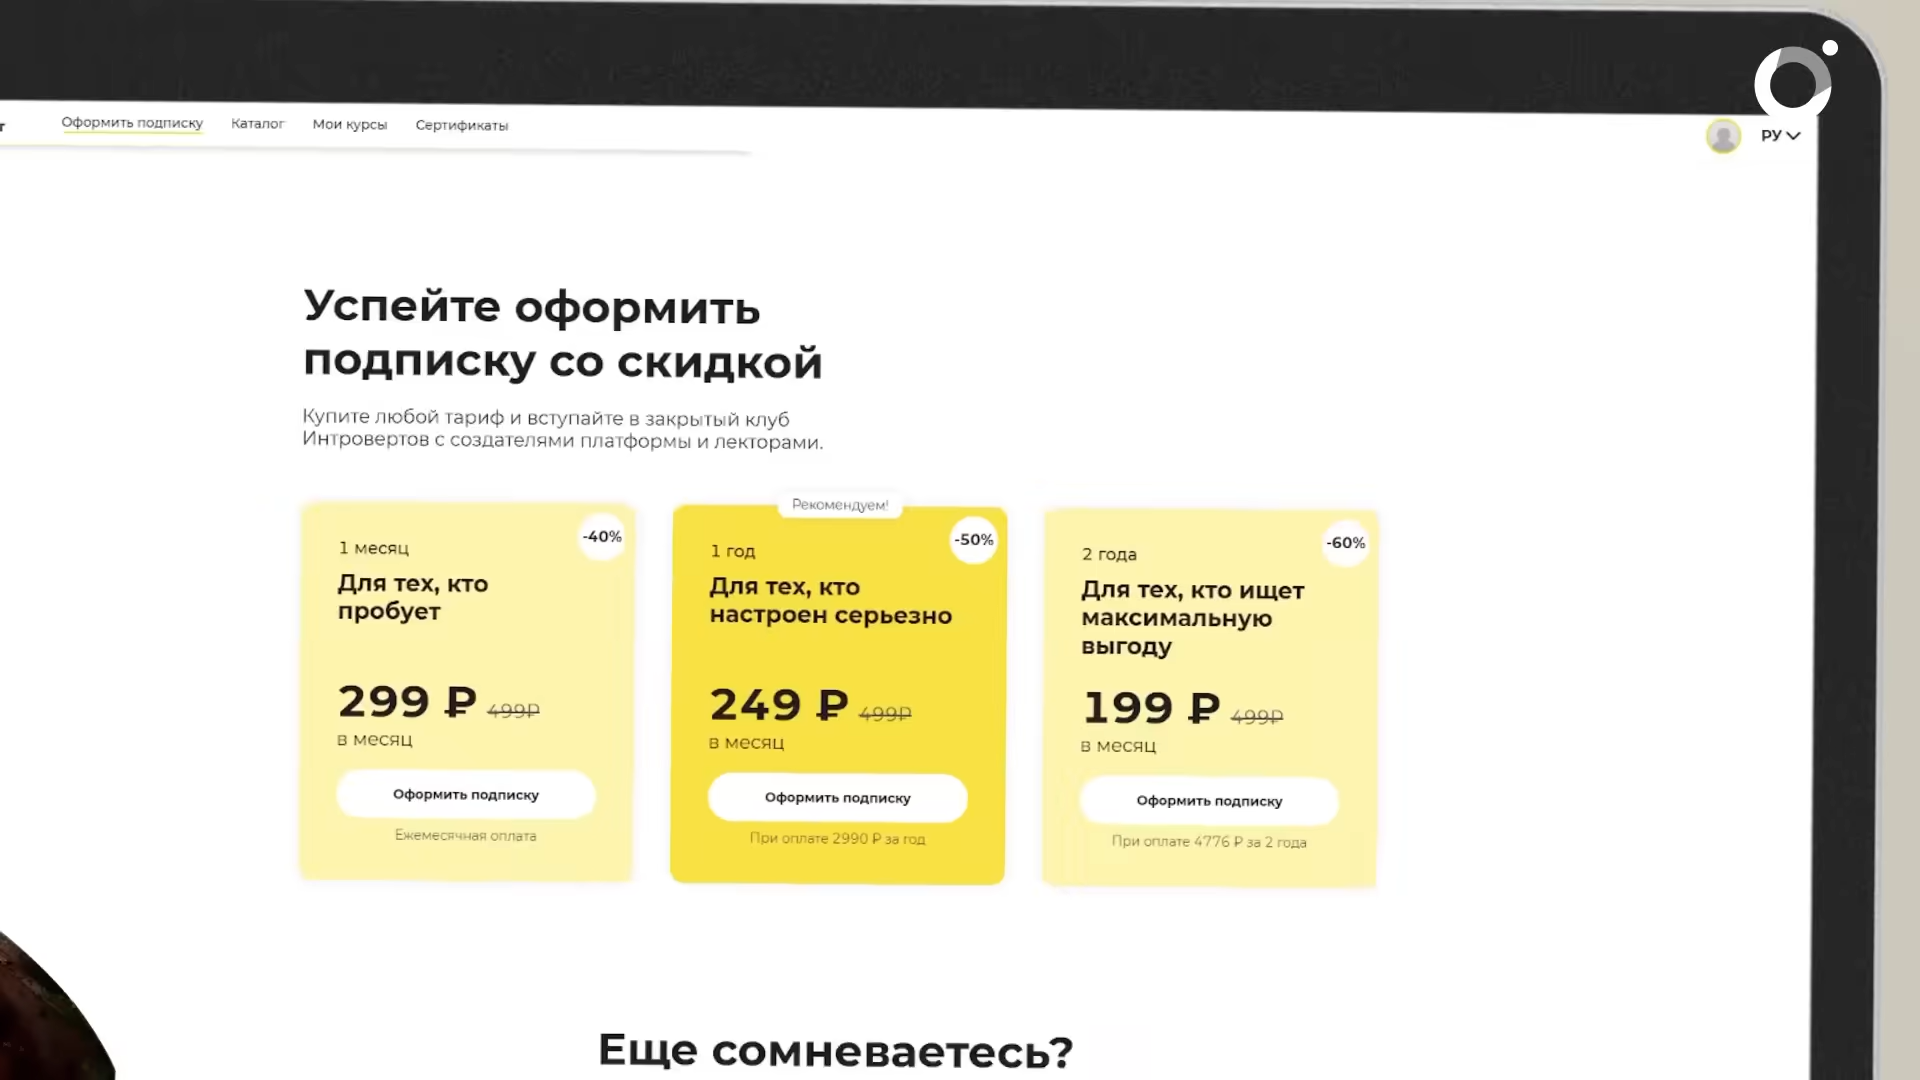 Оформить подписку
Каталог
Мои курсы
Сертификаты
РУ
Успейте оформить
подписку со скидкой
Купите любой тариф и вступайте в закрытый клуб
Интровертов с создателями платформы и лекторами.
-40%
1 месяц
Для тех, кто
пробует
299 ₽ 499₽
в месяц
Оформить подписку
Ежемесячная оплата
Рекомендуем!
-50%
1 год
Для тех, кто
настроен серьезно
249 ₽ 499₽
в месяц
Оформить подписку
При оплате 2990 ₽ за год
-60%
2 года
Для тех, кто ищет
максимальную
выгоду
199 ₽ 499₽
в месяц
Оформить подписку
При оплате 4776 ₽ за 2 года
Еще сомневаетесь?